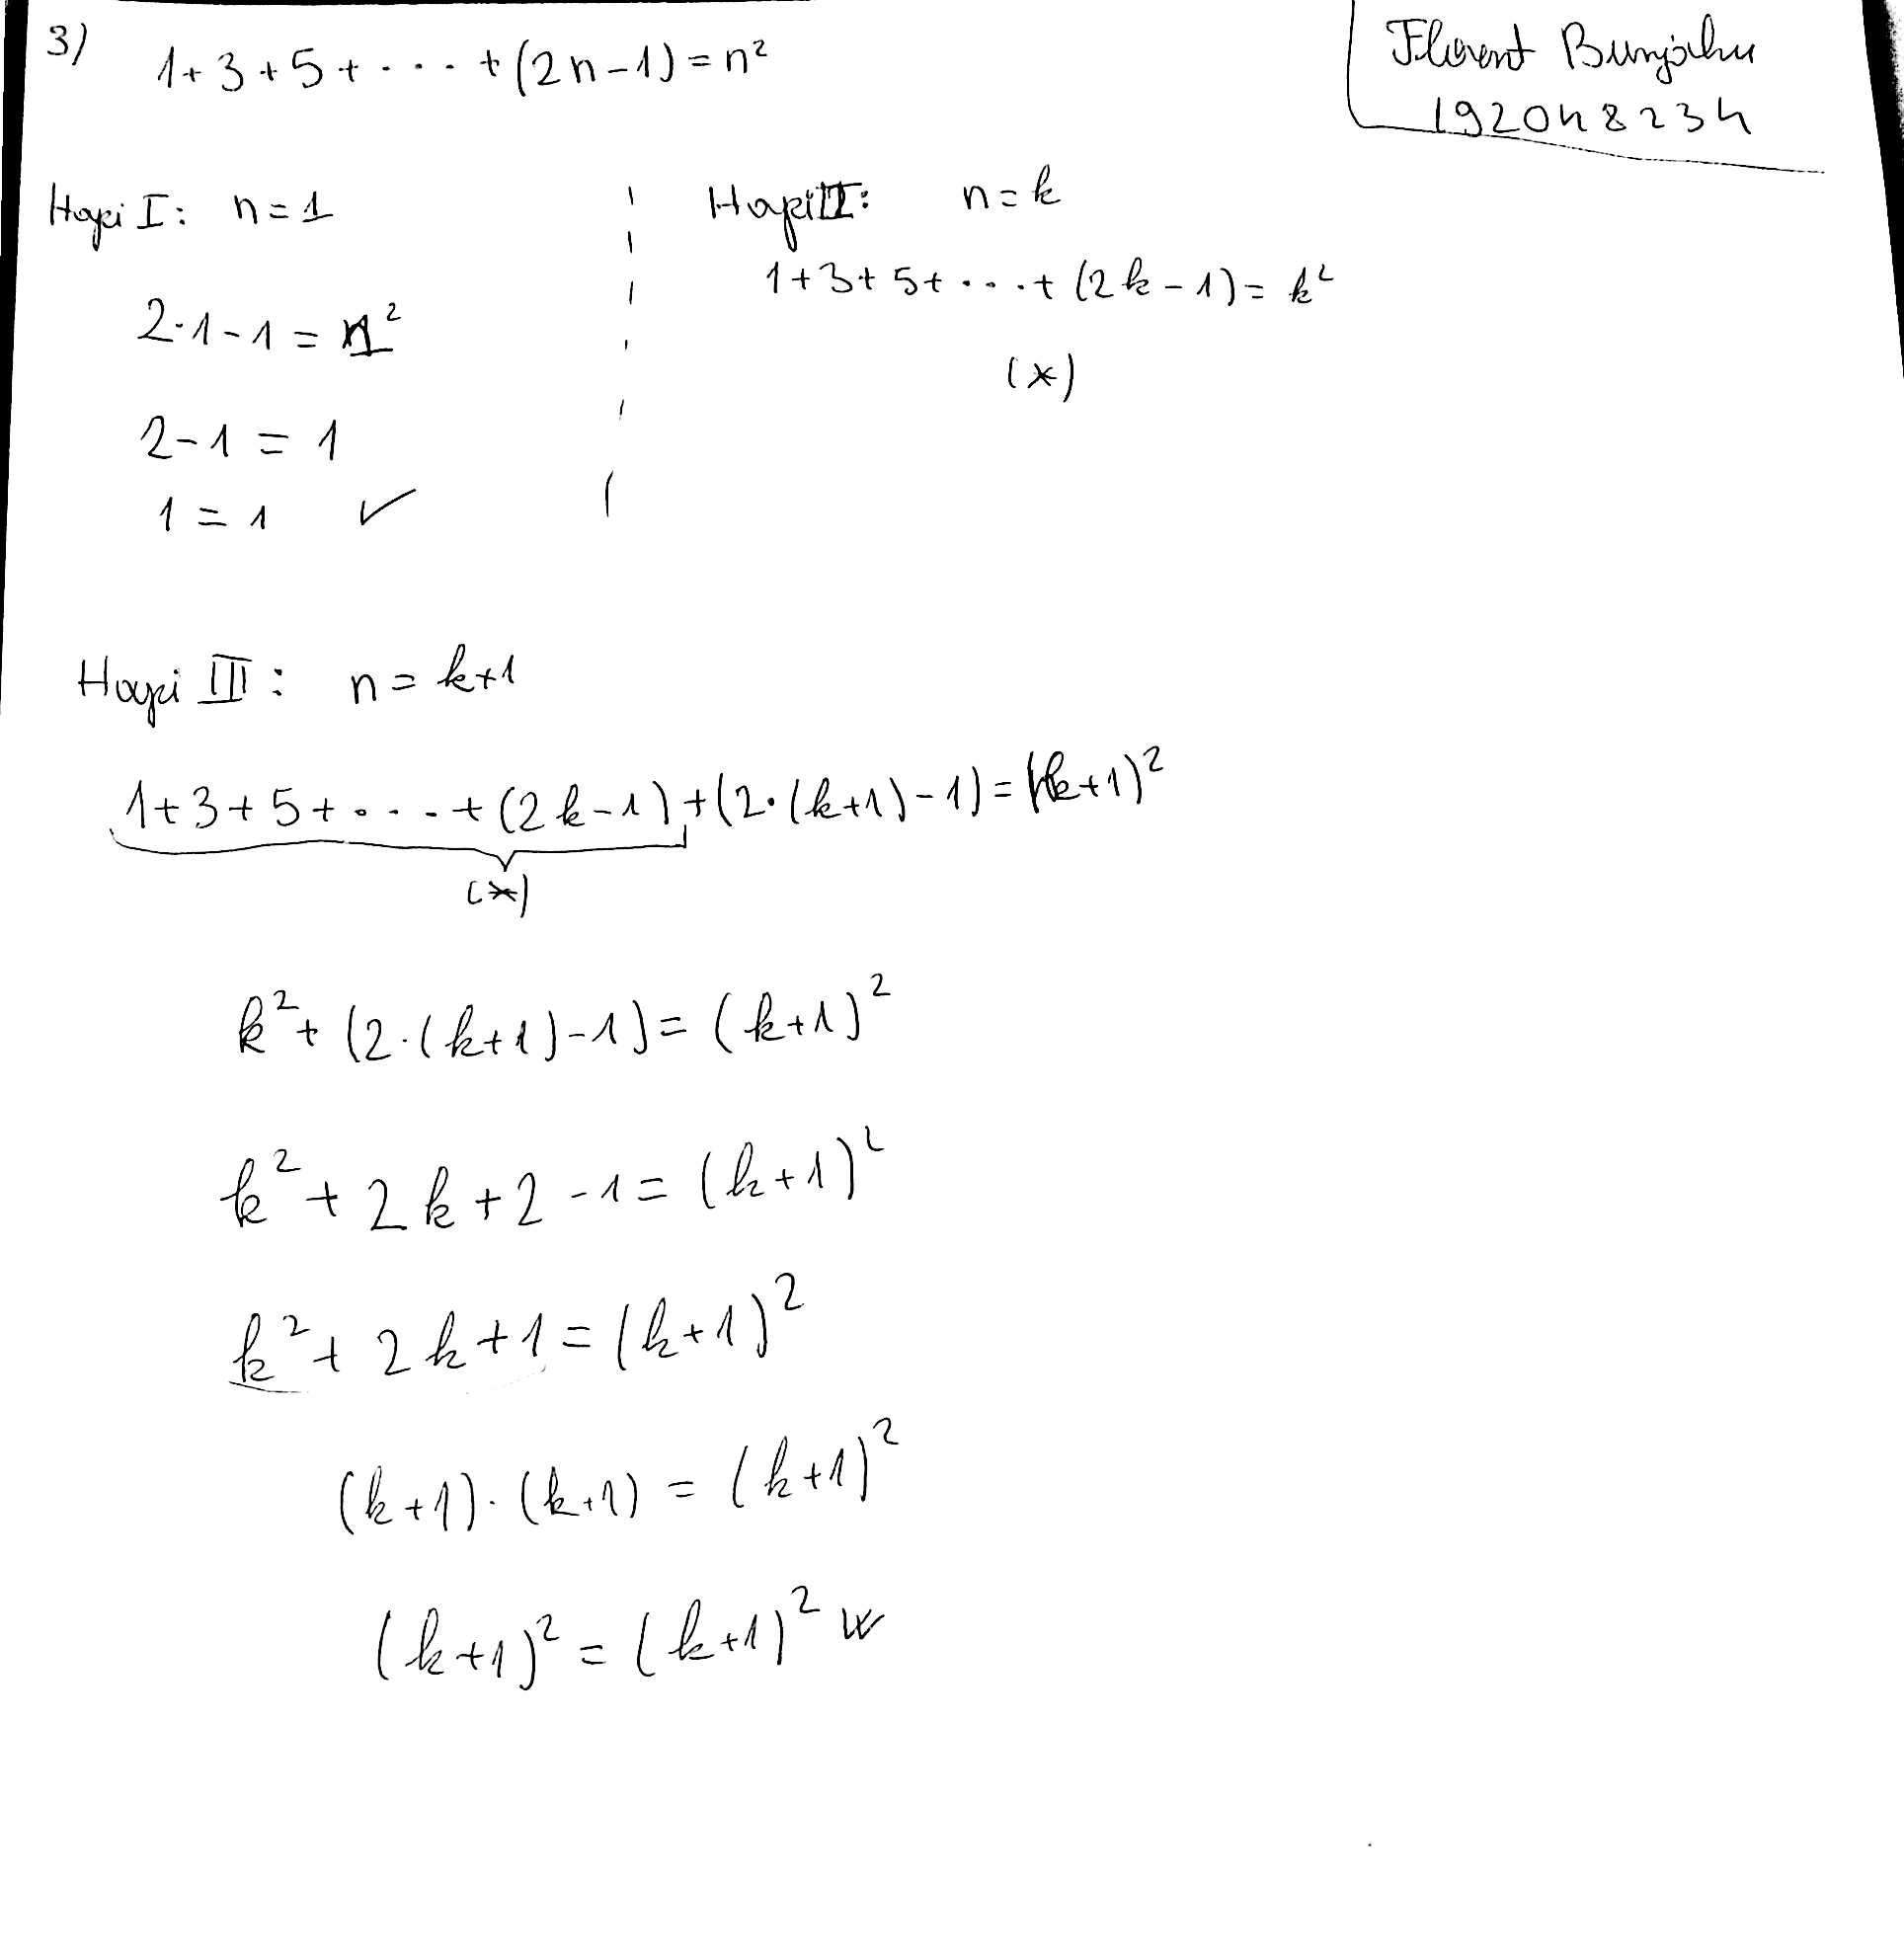 3) 1+3+5+....+(2n-1)=n²
Florent Bunjaku
192048234
Hapi I: n=1
2·1-1=1²
2-1=1
1=1 ✓
Hapi II: n=k
1+3+5+....+(2k-1)=k²
(*)
Hapi III: n=k+1
1+3+5+....+(2k-1)+(2·(k+1)-1)=(k+1)²
(*)
k²+(2·(k+1)-1)=(k+1)²
k²+2k+2-1=(k+1)²
k²+2k+1=(k+1)²
(k+1)·(k+1)=(k+1)²
(k+1)²=(k+1)²